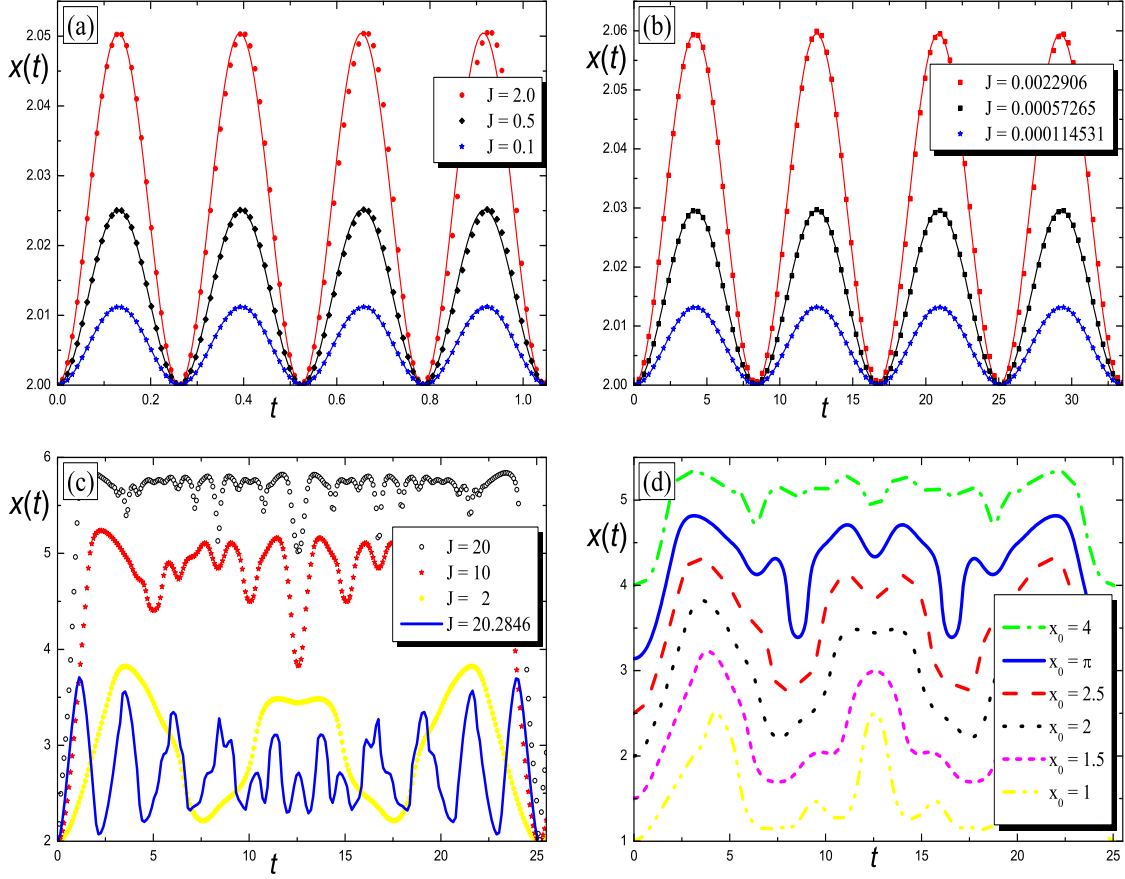 (a)
x(t)
2.05
2.04
2.03
2.02
2.01
2.00
0.0 0.2 0.4 0.6 0.8 1.0
t
J = 2.0
J = 0.5
J = 0.1
(b)
x(t)
2.06
2.05
2.04
2.03
2.02
2.01
2.00
0 5 10 15 20 25 30
t
J = 0.0022906
J = 0.00057265
J = 0.000114531
(c)
x(t)
6
5
4
3
2
0 5 10 15 20 25
t
J = 20
J = 10
J = 2
J = 20.2846
(d)
x(t)
5
4
3
2
1
0 5 10 15 20 25
t
x₀ = 4
x₀ = π
x₀ = 2.5
x₀ = 2
x₀ = 1.5
x₀ = 1